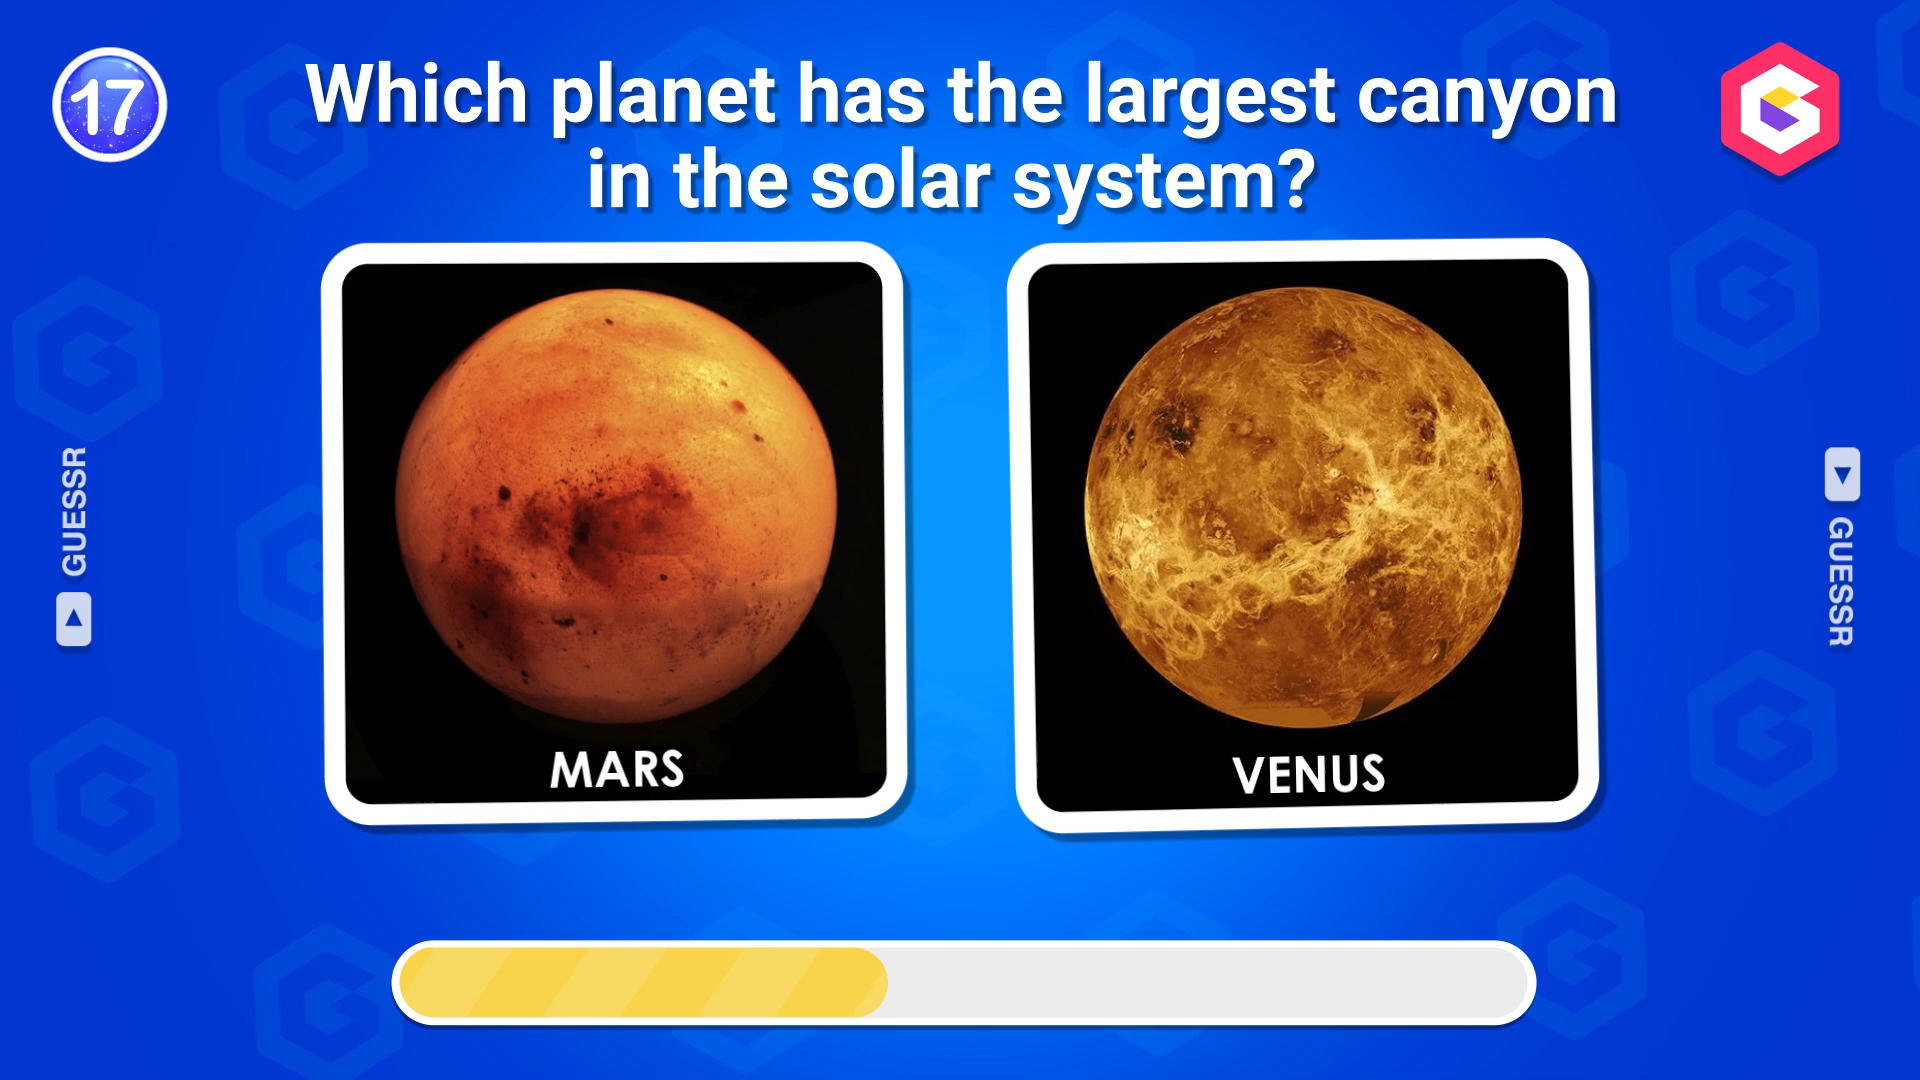 17
Which planet has the largest canyon
in the solar system?
GUESSR
GUESSR
MARS
VENUS